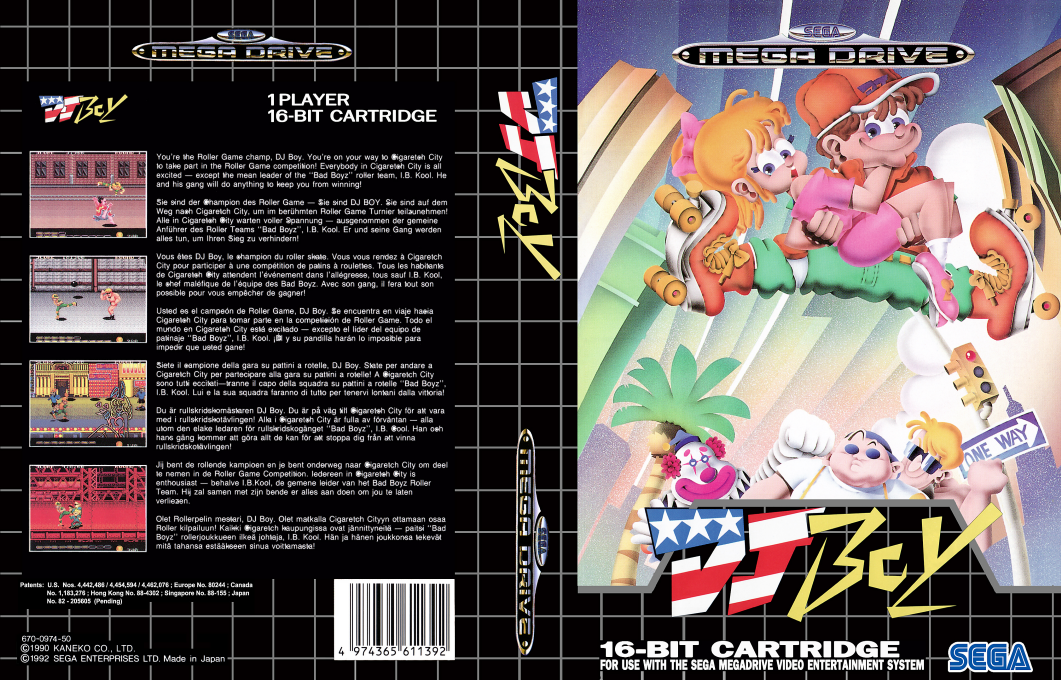 SEGA
MEGA DRIVE
DJ Boy
1 PLAYER
16-BIT CARTRIDGE
You're the Roller Game champ, DJ Boy. You're on your way to Cigaretch City
to take part in the Roller Game competition! Everybody in Cigaretch City is all
excited — except the mean leader of the "Bad Boyz" roller team, I.B. Kool. He
and his gang will do anything to keep you from winning!
Sie sind der Champion des Roller Game — Sie sind DJ BOY. Sie sind auf dem
Weg nach Cigaretch City, um im berühmten Roller Game Turnier teilzunehmen!
Alle in Cigaretch City warten voller Spannung — ausgenommen der gemeine
Anführer des Roller Teams "Bad Boyz", I.B. Kool. Er und seine Gang werden
alles tun, um Ihren Sieg zu verhindern!
Vous êtes DJ Boy, le champion du roller skate. Vous vous rendez à Cigaretch
City pour participer à une compétition de patins à roulettes. Tous les habitants
de Cigaretch City attendent l'événement dans l'allégresse, tous sauf I.B. Kool,
le chef maléfique de l'équipe des Bad Boyz. Avec son gang, il fera tout son
possible pour vous empêcher de gagner!
Usted es el campeón de Roller Game, DJ Boy. Se encuentra en viaje hacia
Cigaretch City para tomar parte en la competición de Roller Game. Todo el
mundo en Cigaretch City está excitado — excepto el líder del equipo de
patinaje "Bad Boyz", I.B. Kool. ¡Él y su pandilla harán lo imposible para
impedir que usted gane!
Siete il campione della gara su pattini a rotelle, DJ Boy. State per andare a
Cigaretch City per partecipare alla gara su pattini a rotelle! A Cigaretch City
sono tutti eccitati—tranne il capo della squadra su pattini a rotelle "Bad Boyz",
I.B. Kool. Lui e la sua squadra faranno di tutto per tenervi lontani dalla vittoria!
Du är rullskridskomästaren DJ Boy. Du är på väg till Cigaretch City för att vara
med i rullskridskotävlingen! Alla i Cigaretch City är fulla av förväntan — alla
utom den elake ledaren för rullskridskogänget "Bad Boyz", I.B. Cool. Han och
hans gäng kommer att göra allt de kan för att stoppa dig från att vinna
rullskridskotävlingen!
Jij bent de rollende kampioen en je bent onderweg naar Cigaretch City om deel
te nemen in de Roller Game Competition. Iedereen in Cigaretch City is
enthousiast — behalve I.B.Kool, de gemene leider van het Bad Boyz Roller
Team. Hij zal samen met zijn bende er alles aan doen om jou te laten
verliezen.
Olet Rollerpelin mestari, DJ Boy. Olet matkalla Cigaretch Cityyn ottamaan osaa
Roller kilpailuun! Kaikki Cigaretch kaupungissa ovat jännittyneitä — paitsi "Bad
Boyz" rollerjoukkueen ilkeä johtaja, I.B. Kool. Hän ja hänen joukkonsa tekevät
mitä tahansa estääkseen sinua voittamasta!
Patents: U.S. Nos. 4,442,486 / 4,454,594 / 4,462,076 ; Europe No. 80244 ; Canada
No. 1,183,276 ; Hong Kong No. 88-4302 ; Singapore No. 88-155 ; Japan
No. 82 - 205605 (Pending)
670-0974-50
©1990 KANEKO CO., LTD.
©1992 SEGA ENTERPRISES LTD. Made in Japan
4 974365 611392
DJ Boy
SEGA
MEGA DRIVE
SEGA
MEGA DRIVE
ONE WAY
DJ Boy
16-BIT CARTRIDGE
FOR USE WITH THE SEGA MEGADRIVE VIDEO ENTERTAINMENT SYSTEM
SEGA